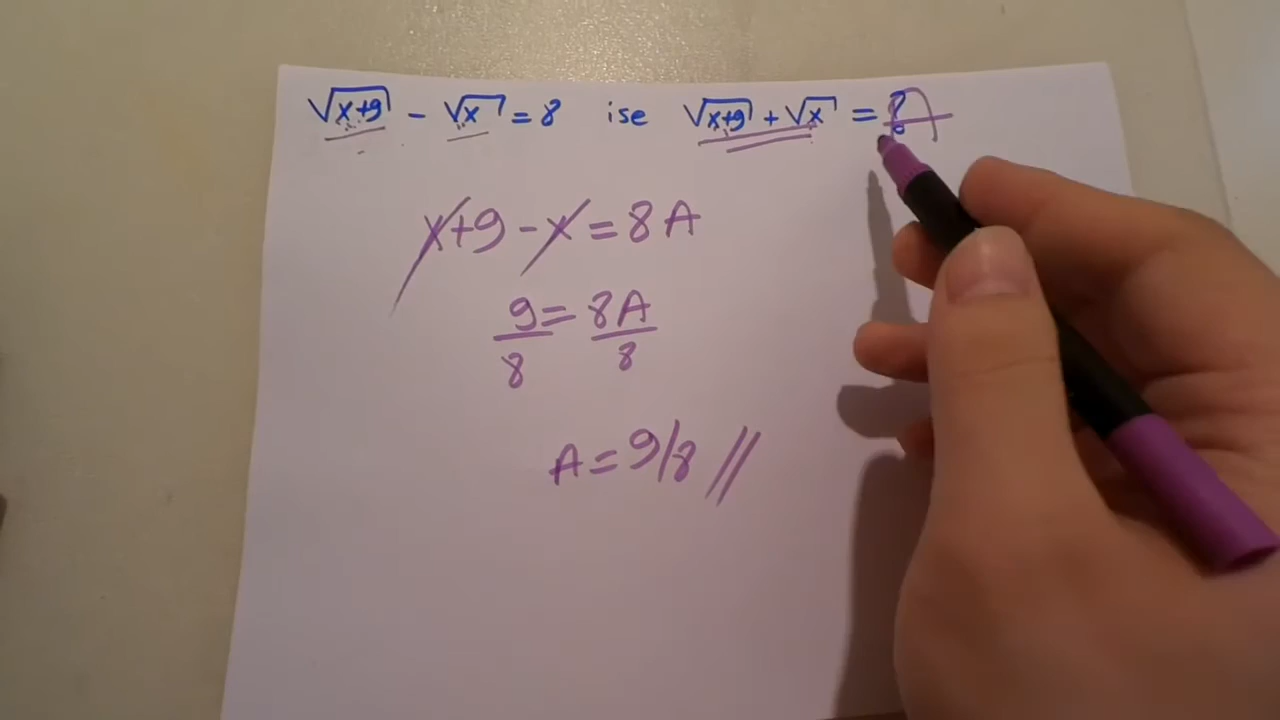 √x+9 - √x = 8 ise √x+9 + √x = ? A
x+9 - x = 8A
9/8 = 8A/8
A = 9/8 //